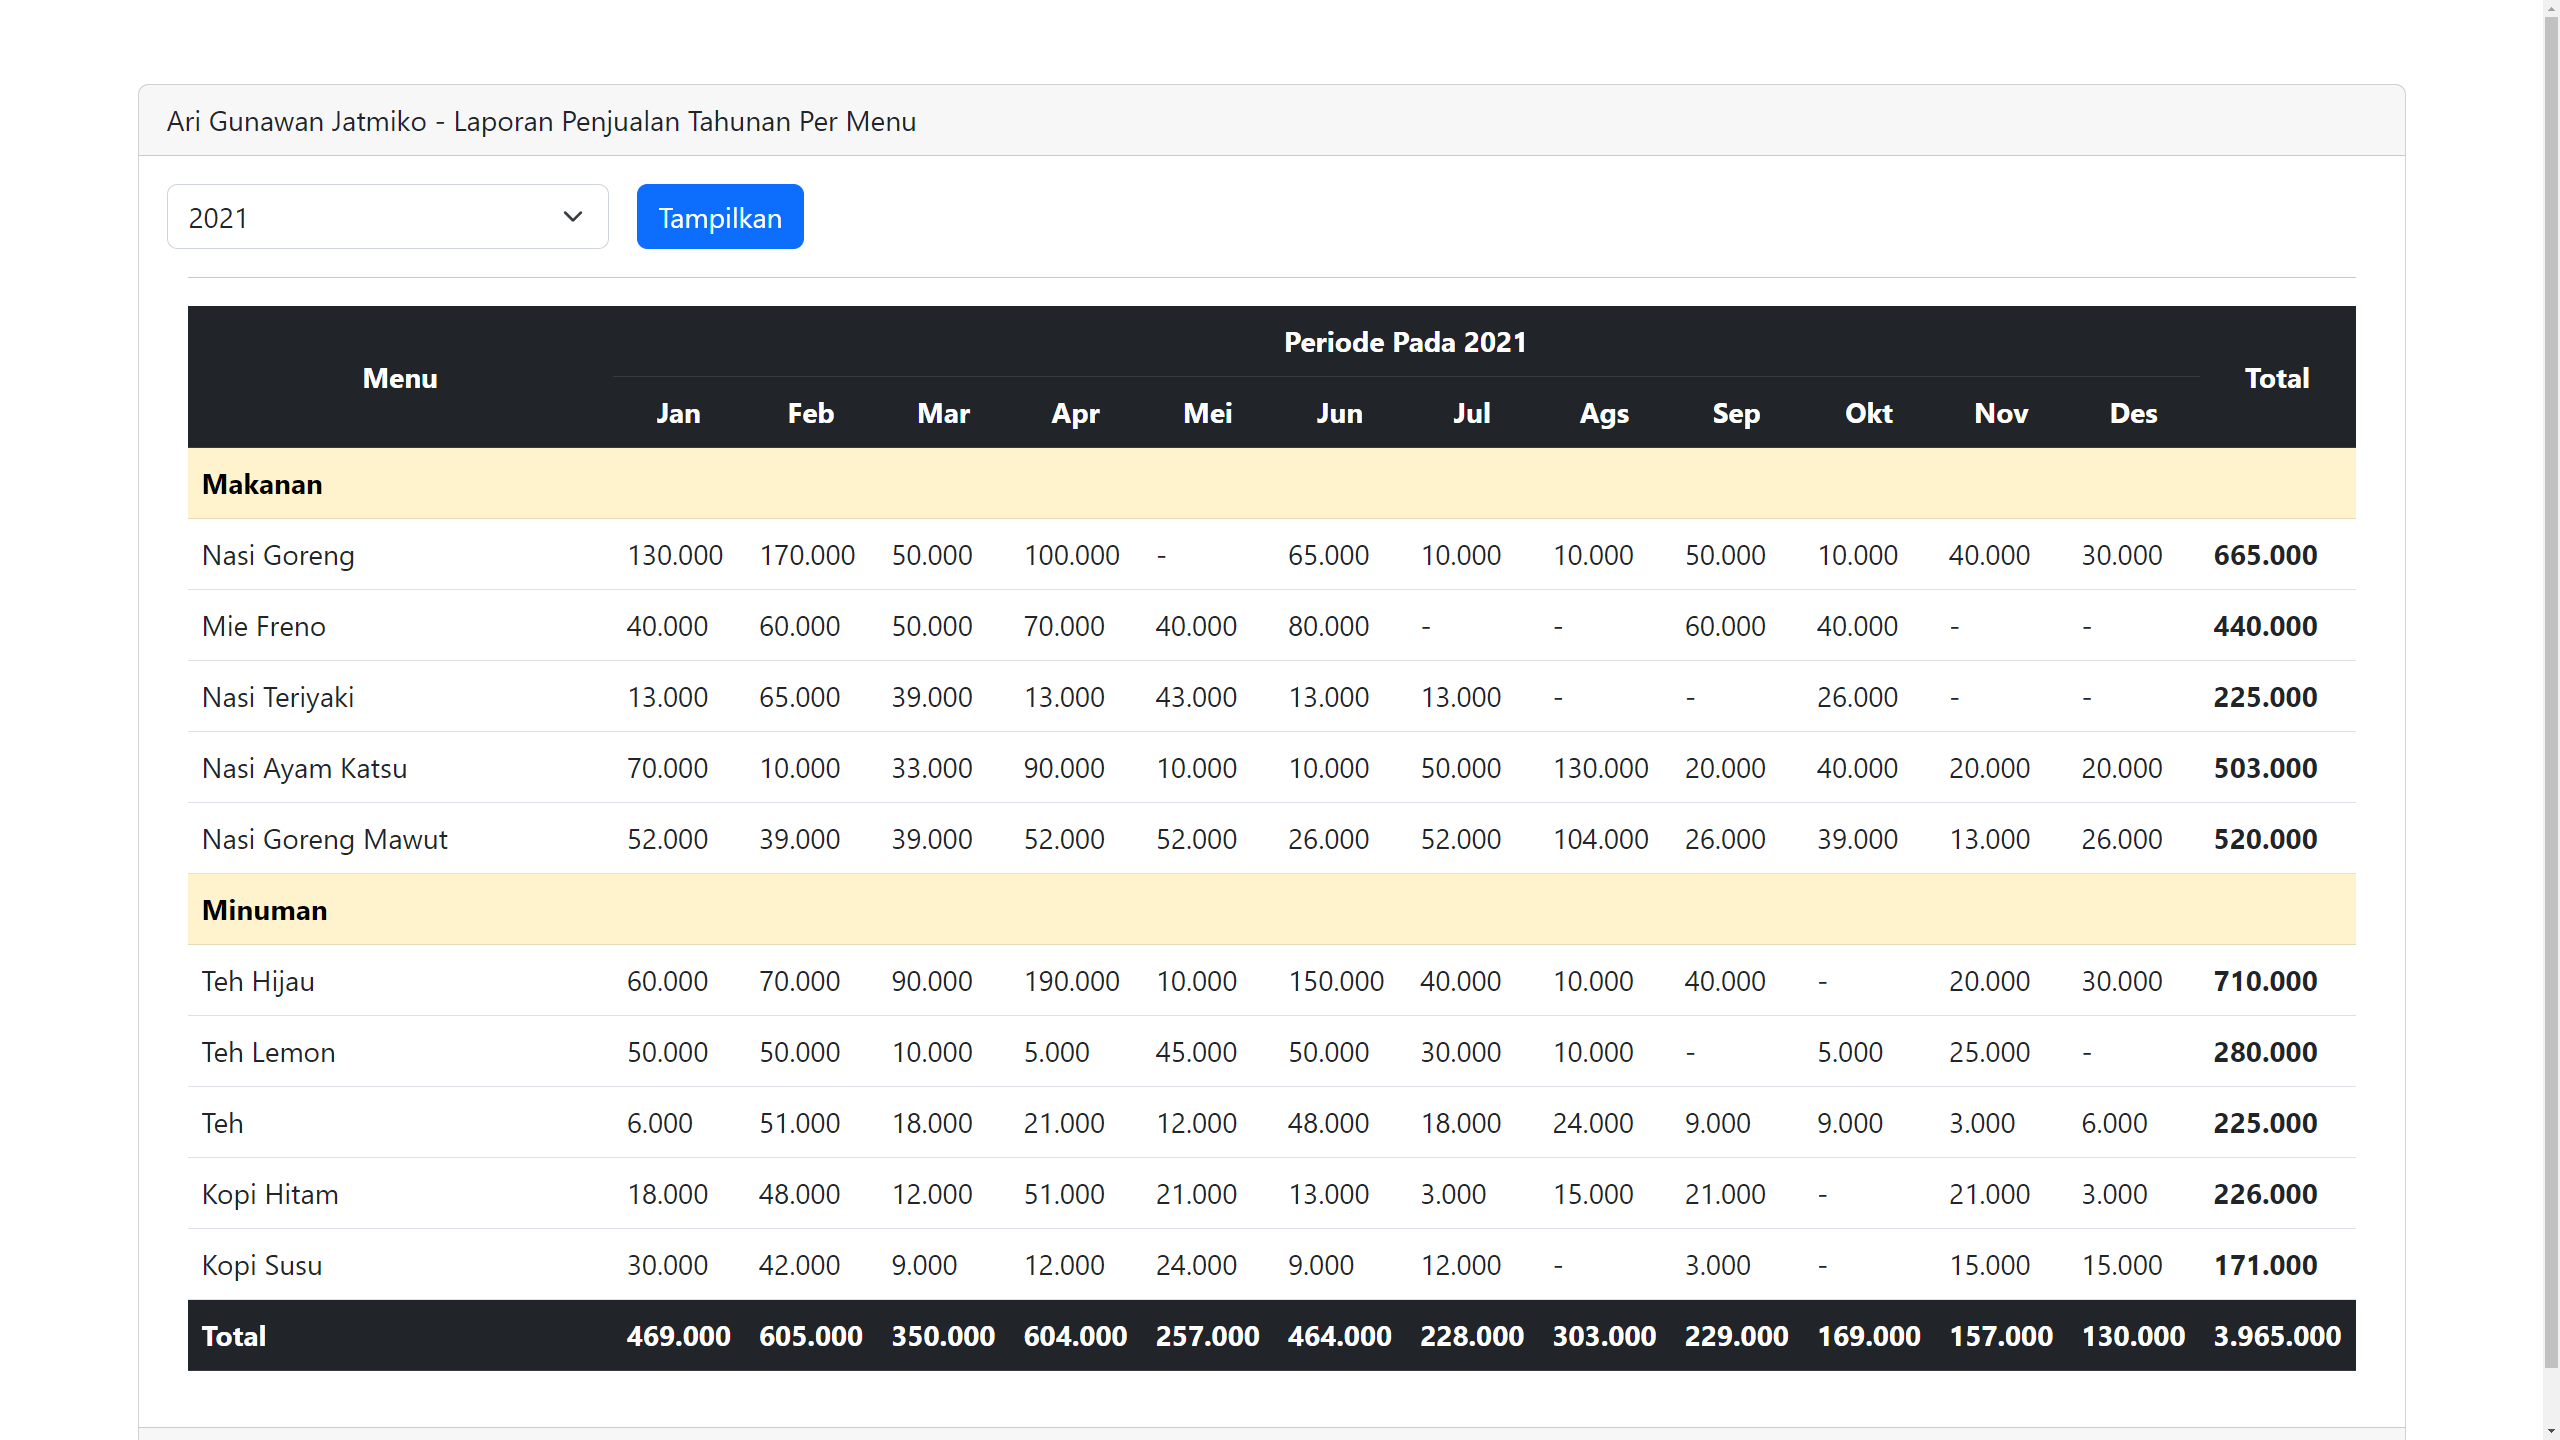 Ari Gunawan Jatmiko - Laporan Penjualan Tahunan Per Menu
2021 Tampilkan
Menu Periode Pada 2021 Total
Jan Feb Mar Apr Mei Jun Jul Ags Sep Okt Nov Des
Makanan
Nasi Goreng 130.000 170.000 50.000 100.000 - 65.000 10.000 10.000 50.000 10.000 40.000 30.000 665.000
Mie Freno 40.000 60.000 50.000 70.000 40.000 80.000 - - 60.000 40.000 - - 440.000
Nasi Teriyaki 13.000 65.000 39.000 13.000 43.000 13.000 13.000 - - 26.000 - - 225.000
Nasi Ayam Katsu 70.000 10.000 33.000 90.000 10.000 10.000 50.000 130.000 20.000 40.000 20.000 20.000 503.000
Nasi Goreng Mawut 52.000 39.000 39.000 52.000 52.000 26.000 52.000 104.000 26.000 39.000 13.000 26.000 520.000
Minuman
Teh Hijau 60.000 70.000 90.000 190.000 10.000 150.000 40.000 10.000 40.000 - 20.000 30.000 710.000
Teh Lemon 50.000 50.000 10.000 5.000 45.000 50.000 30.000 10.000 - 5.000 25.000 - 280.000
Teh 6.000 51.000 18.000 21.000 12.000 48.000 18.000 24.000 9.000 9.000 3.000 6.000 225.000
Kopi Hitam 18.000 48.000 12.000 51.000 21.000 13.000 3.000 15.000 21.000 - 21.000 3.000 226.000
Kopi Susu 30.000 42.000 9.000 12.000 24.000 9.000 12.000 - 3.000 - 15.000 15.000 171.000
Total 469.000 605.000 350.000 604.000 257.000 464.000 228.000 303.000 229.000 169.000 157.000 130.000 3.965.000